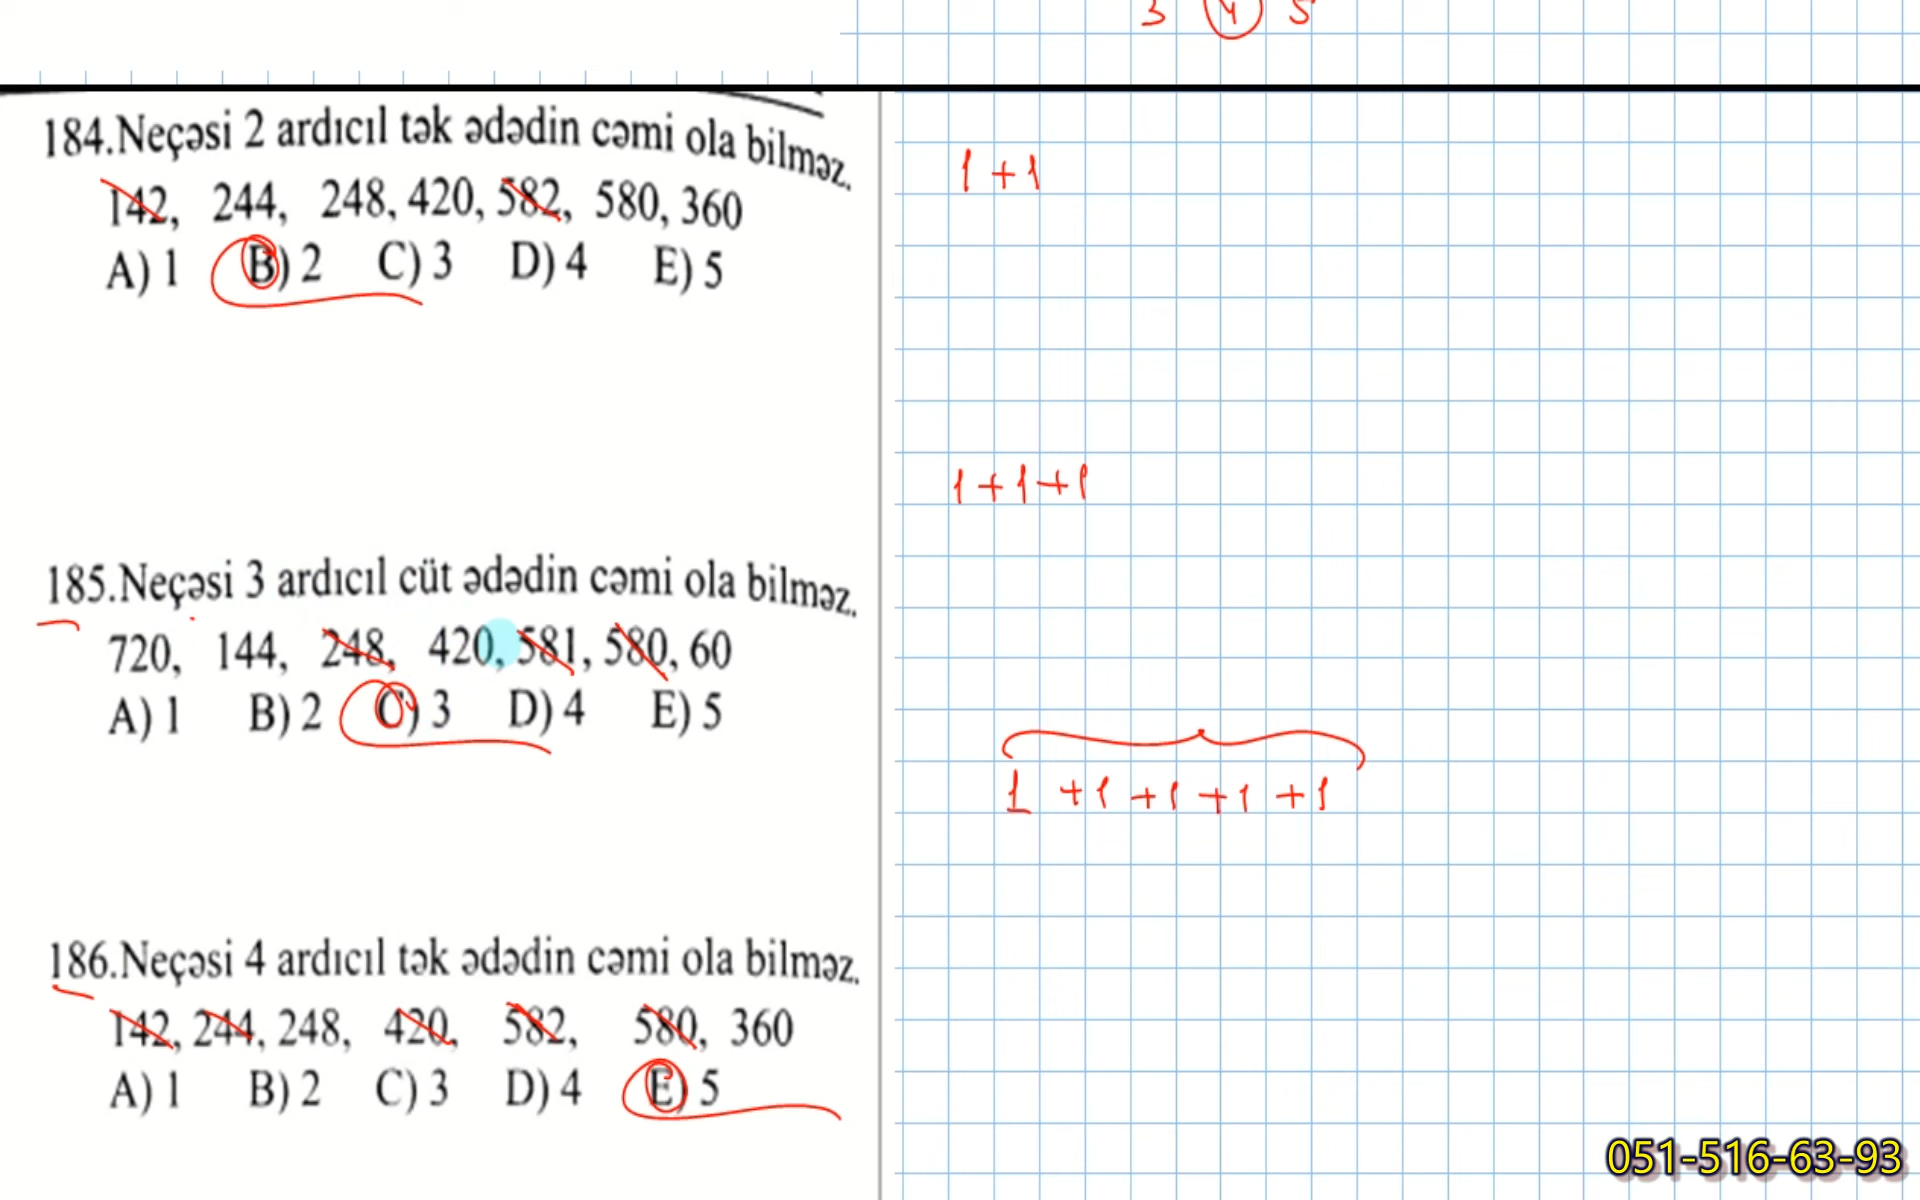 3 4 5
184.Neçəsi 2 ardıcıl tək ədədin cəmi ola bilməz.
142, 244, 248, 420, 582, 580, 360
A) 1 B) 2 C) 3 D) 4 E) 5
1 + 1
1 + 1 + 1
185.Neçəsi 3 ardıcıl cüt ədədin cəmi ola bilməz.
720, 144, 248, 420, 581, 580, 60
A) 1 B) 2 C) 3 D) 4 E) 5
1 + 1 + 1 + 1 + 1
186.Neçəsi 4 ardıcıl tək ədədin cəmi ola bilməz.
142, 244, 248, 420, 582, 580, 360
A) 1 B) 2 C) 3 D) 4 E) 5
051-516-63-93